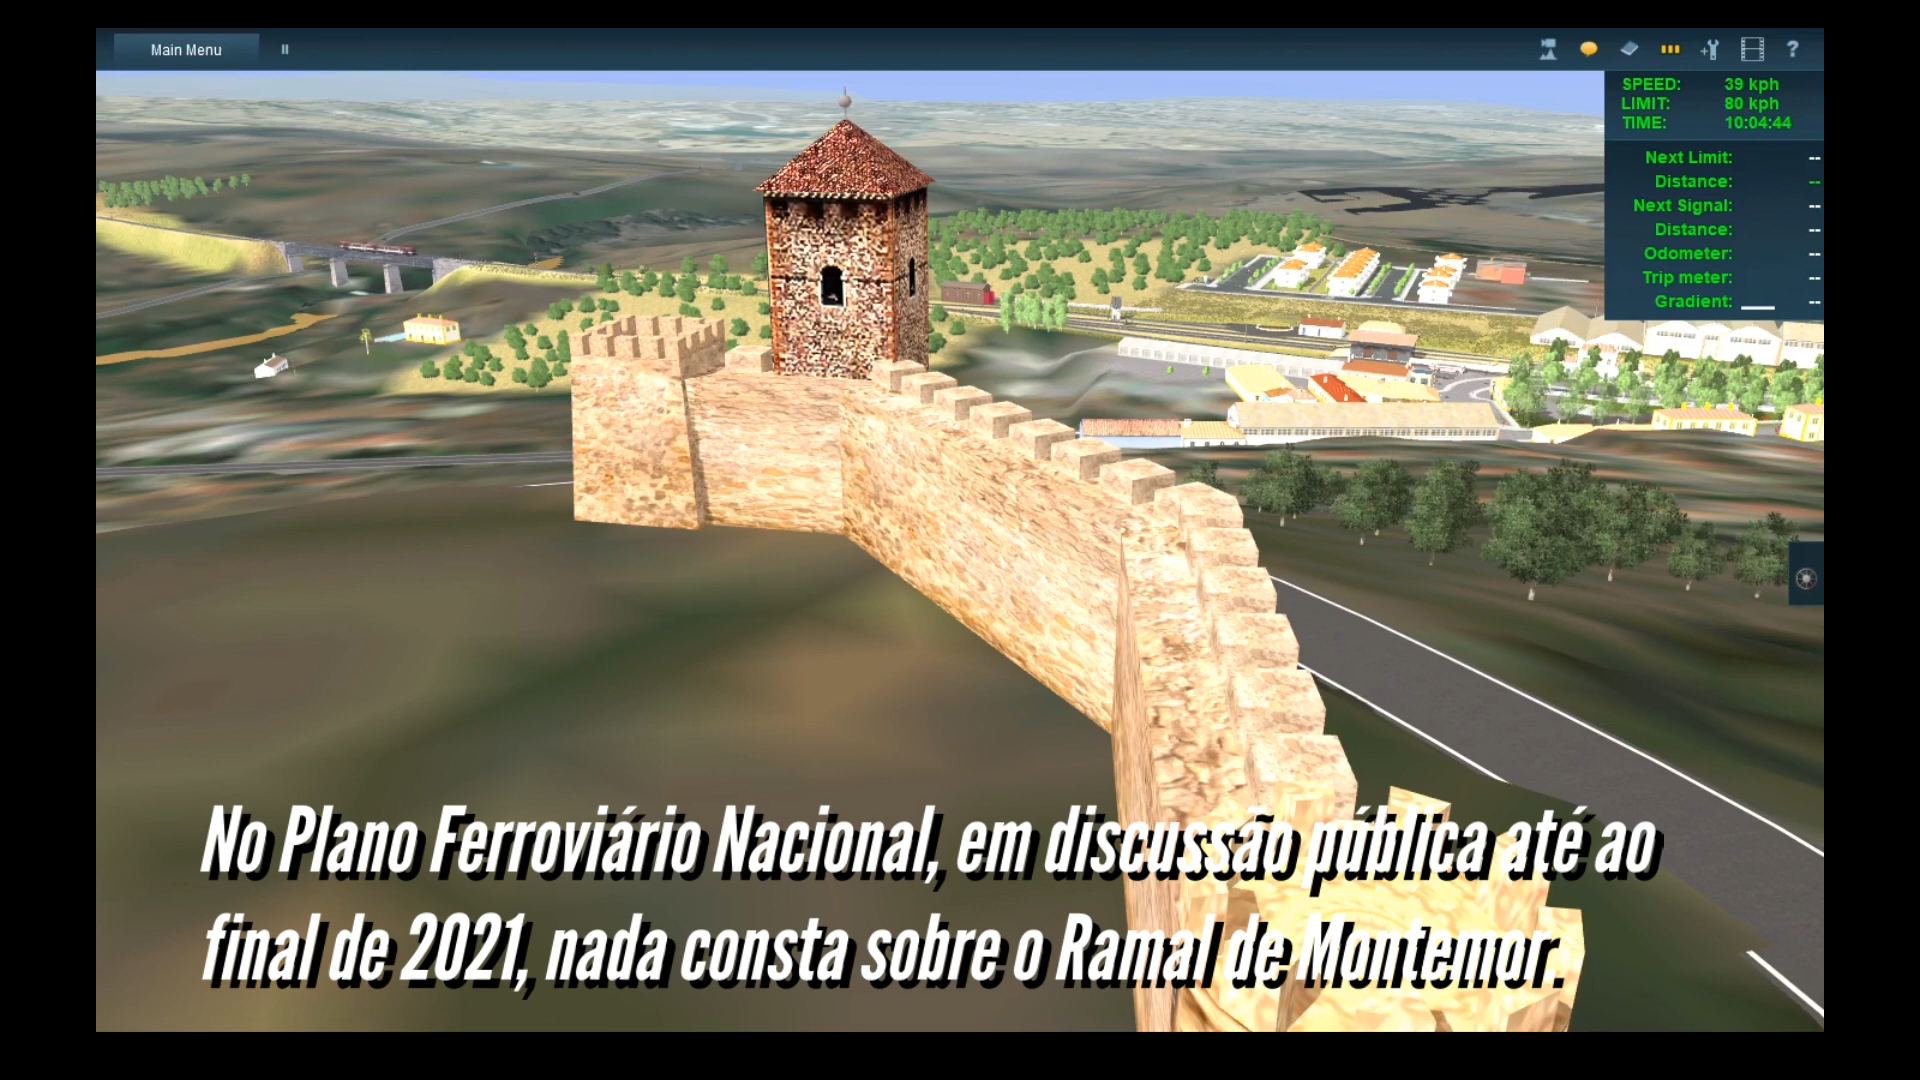 Main Menu
SPEED: 39 kph
LIMIT: 80 kph
TIME: 10:04:44
Next Limit: --
Distance: --
Next Signal: --
Distance: --
Odometer: --
Trip meter: --
Gradient: --
No Plano Ferroviário Nacional, em discussão pública até ao
final de 2021, nada consta sobre o Ramal de Montemor.